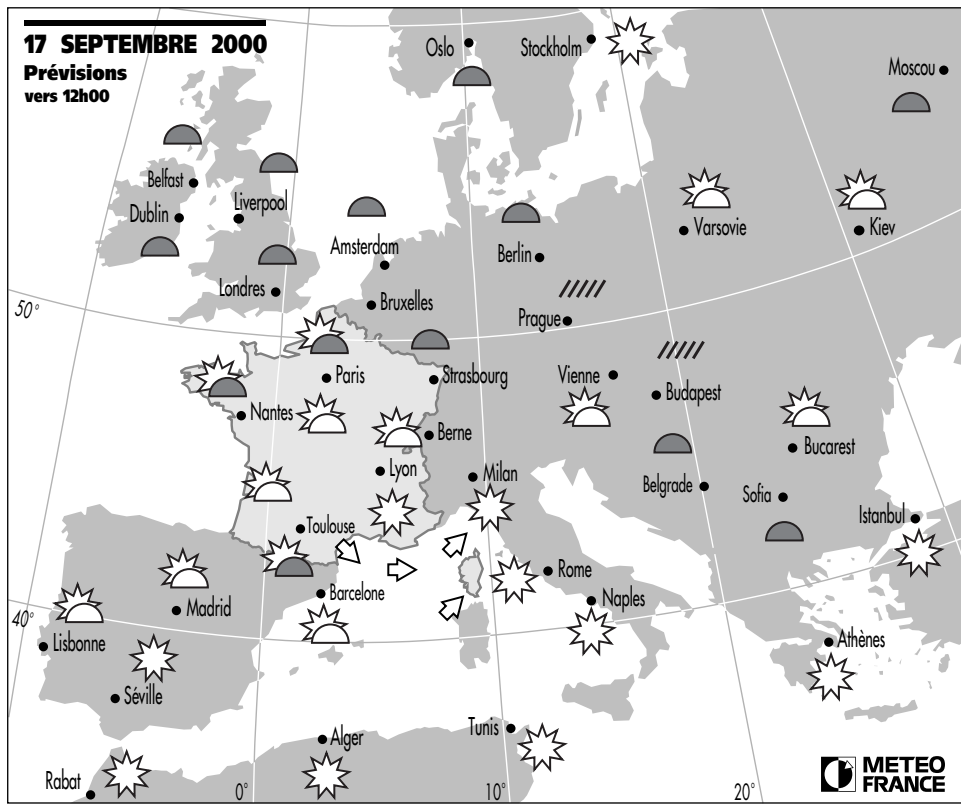 17 SEPTEMBRE 2000
Prévisions
vers 12h00
Oslo
Stockholm
Moscou
Belfast
Dublin
Liverpool
Varsovie
Kiev
Amsterdam
Berlin
Londres
Bruxelles
50°
Prague
Paris
Strasbourg
Vienne
Budapest
Nantes
Berne
Bucarest
Lyon
Milan
Belgrade
Sofia
Istanbul
Toulouse
Rome
Barcelone
Naples
Madrid
40°
Lisbonne
Athènes
Séville
Tunis
Alger
Rabat
0°
10°
20°
METEO
FRANCE